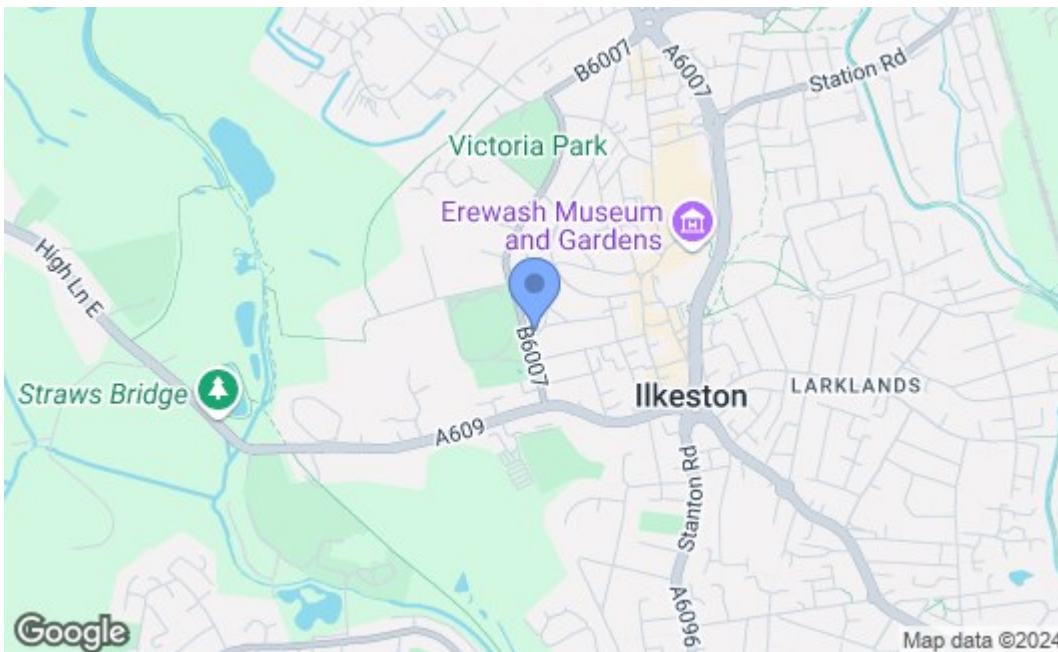 B6007
A6007
Station Rd
Victoria Park
Erewash Museum
and Gardens
High Ln E
B6007
Straws Bridge
Ilkeston
LARKLANDS
A609
Stanton Rd
A6096
Google
Map data ©2024